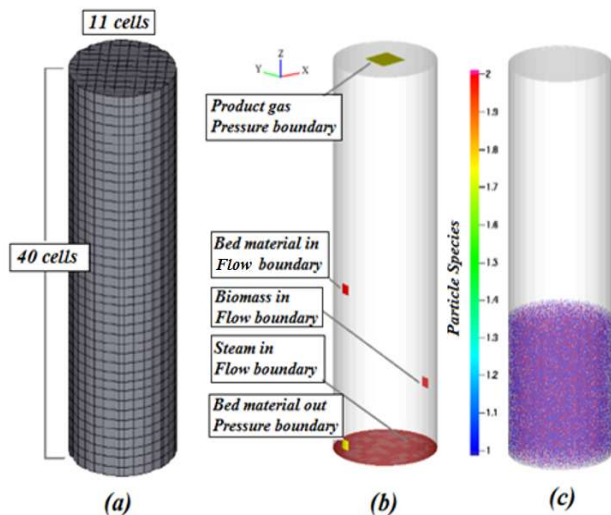 11 cells
40 cells
(a)
Z
Y
X
Product gas
Pressure boundary
Bed material in
Flow boundary
Biomass in
Flow boundary
Steam in
Flow boundary
Bed material out
Pressure boundary
(b)
Particle Species
2
1.9
1.8
1.7
1.6
1.5
1.4
1.3
1.2
1.1
1
(c)